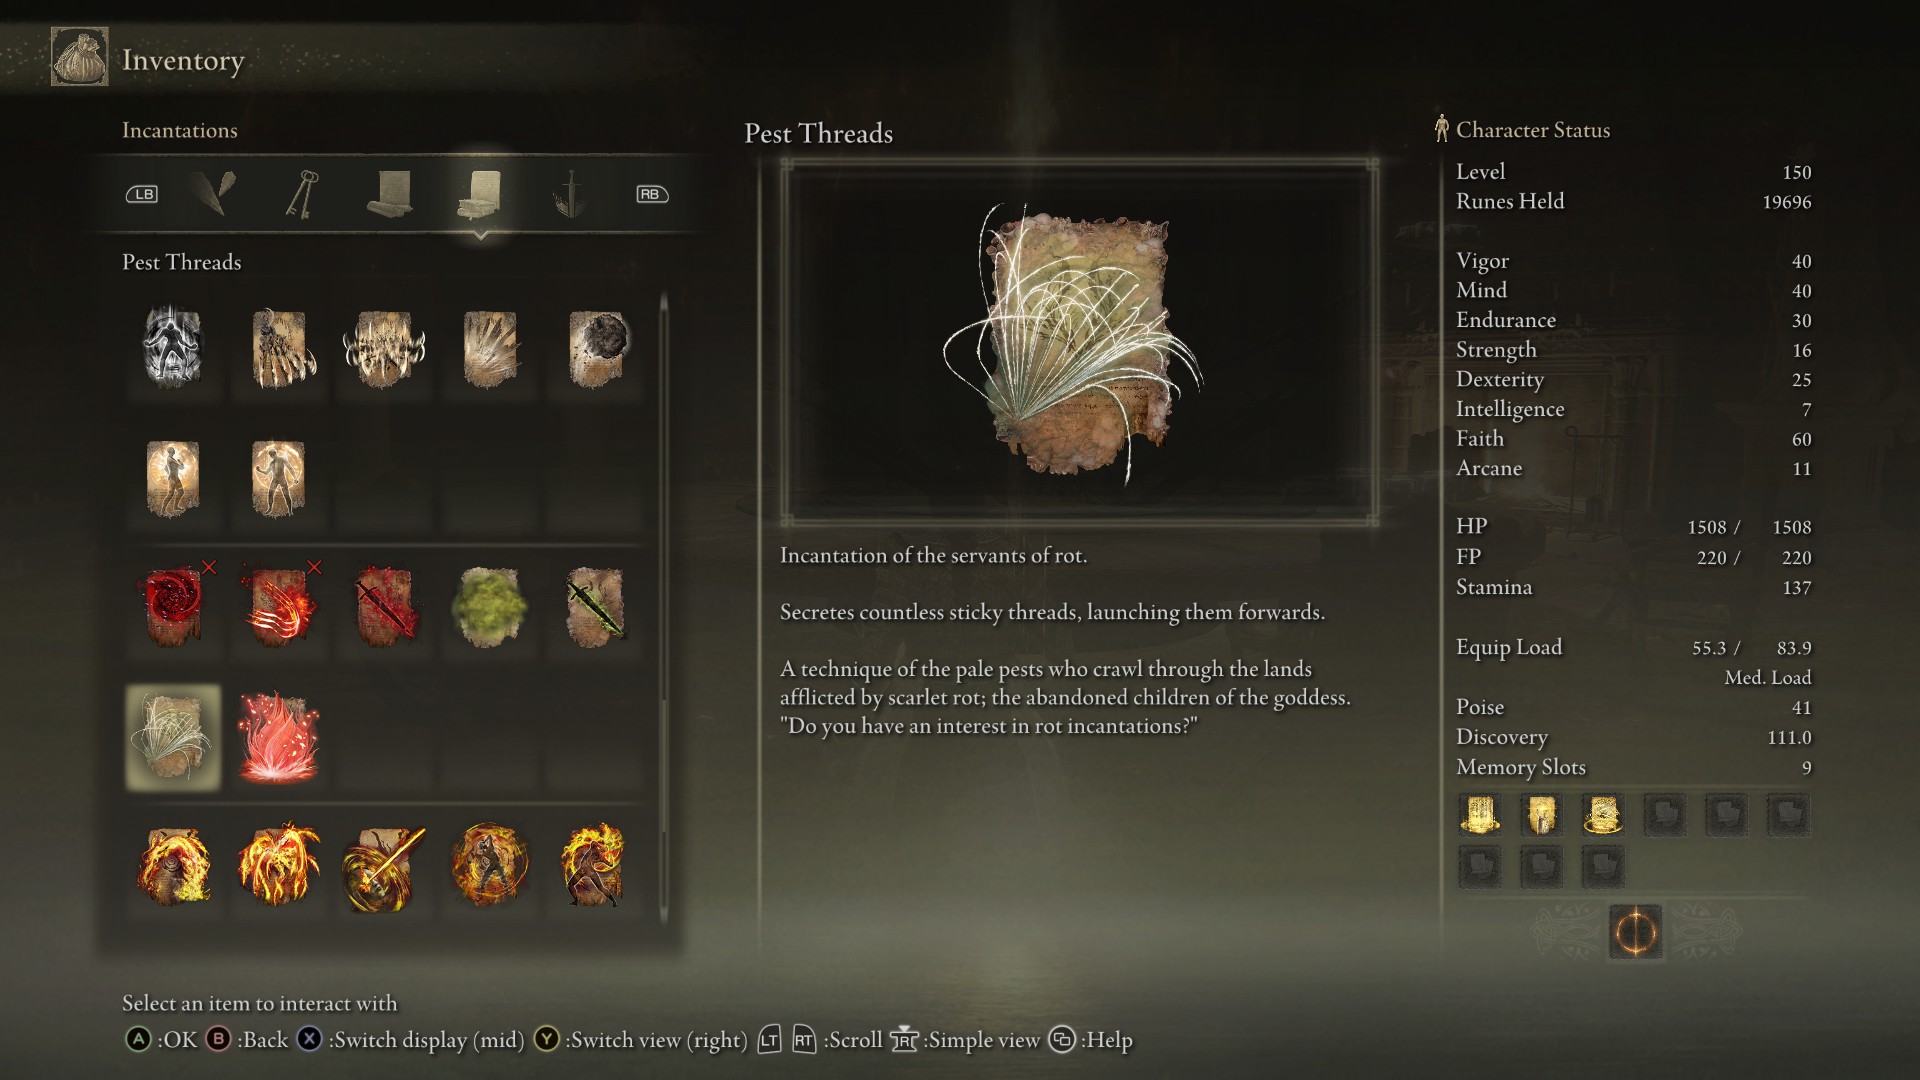 Inventory
Incantations
LB
RB
Pest Threads
Pest Threads
Incantation of the servants of rot.
Secretes countless sticky threads, launching them forwards.
A technique of the pale pests who crawl through the lands
afflicted by scarlet rot; the abandoned children of the goddess.
"Do you have an interest in rot incantations?"
Character Status
Level 150
Runes Held 19696
Vigor 40
Mind 40
Endurance 30
Strength 16
Dexterity 25
Intelligence 7
Faith 60
Arcane 11
HP 1508 / 1508
FP 220 / 220
Stamina 137
Equip Load 55.3 / 83.9
Med. Load
Poise 41
Discovery 111.0
Memory Slots 9
Select an item to interact with
A :OK B :Back X :Switch display (mid) Y :Switch view (right) LT RT :Scroll R :Simple view :Help